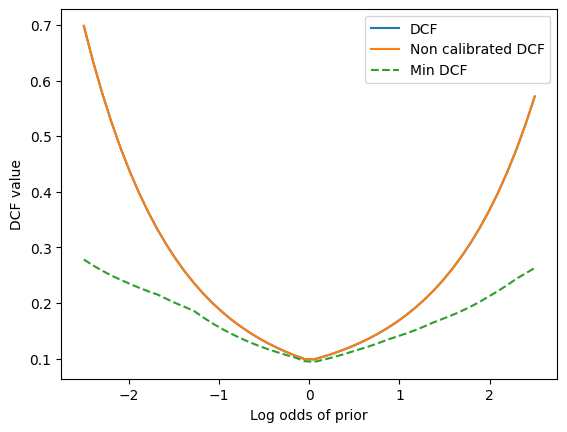 DCF
Non calibrated DCF
Min DCF
DCF value
0.7
0.6
0.5
0.4
0.3
0.2
0.1
−2
−1
0
1
2
Log odds of prior